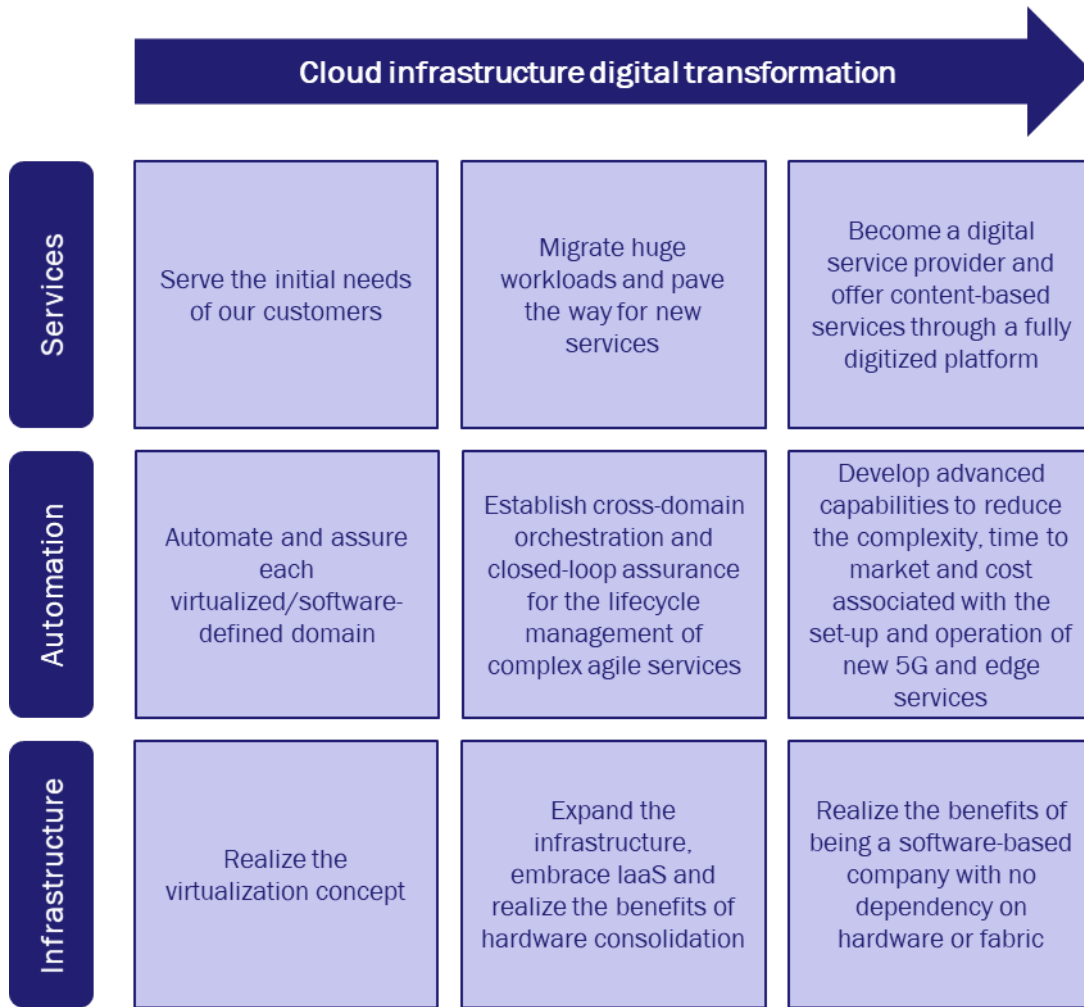 Cloud infrastructure digital transformation
Services
Serve the initial needs
of our customers
Migrate huge
workloads and pave
the way for new
services
Become a digital
service provider and
offer content-based
services through a fully
digitized platform
Automation
Automate and assure
each
virtualized/software-
defined domain
Establish cross-domain
orchestration and
closed-loop assurance
for the lifecycle
management of
complex agile services
Develop advanced
capabilities to reduce
the complexity, time to
market and cost
associated with the
set-up and operation of
new 5G and edge
services
Infrastructure
Realize the
virtualization concept
Expand the
infrastructure,
embrace IaaS and
realize the benefits of
hardware consolidation
Realize the benefits of
being a software-based
company with no
dependency on
hardware or fabric